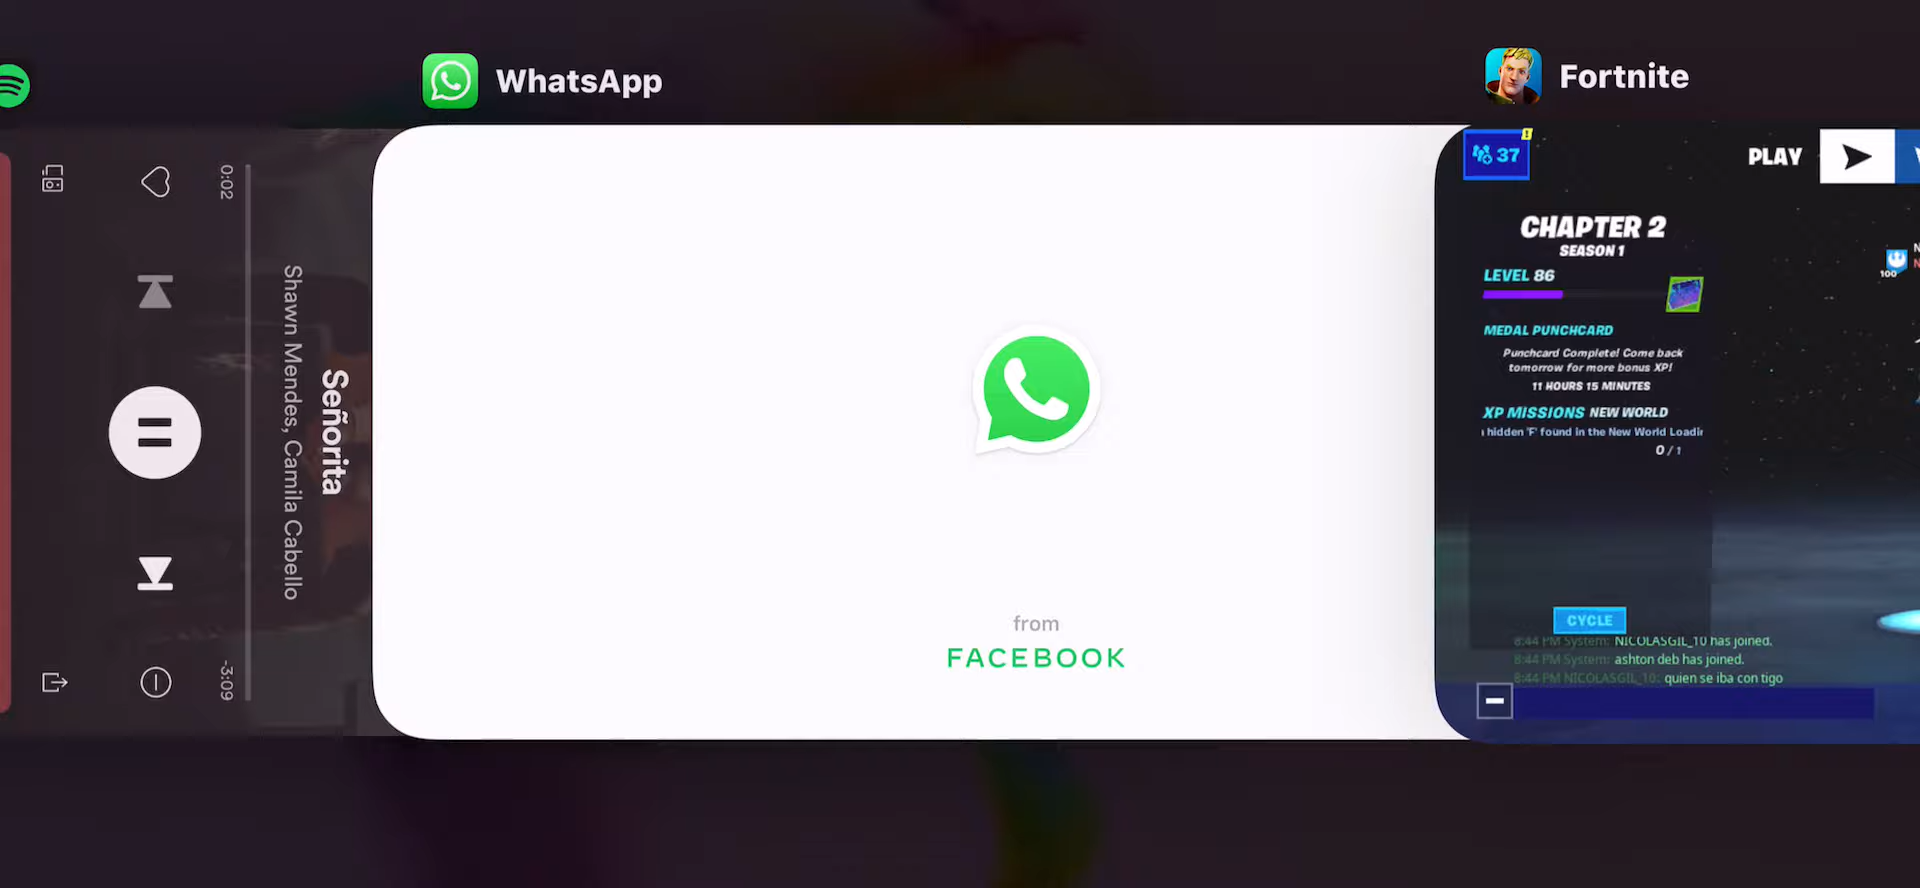 WhatsApp
Fortnite
0:02
-3:09
Señorita
Shawn Mendes, Camila Cabello
from
FACEBOOK
37
!
PLAY
CHAPTER 2
SEASON 1
LEVEL 86
100
MEDAL PUNCHCARD
Punchcard Complete! Come back
tomorrow for more bonus XP!
11 HOURS 15 MINUTES
XP MISSIONS NEW WORLD
hidden 'F' found in the New World
0 / 1
CYCLE
8:44 PM System: NICOLASGIL_10 has joined.
8:44 PM System: ashton deb has joined.
8:44 PM NICOLASGIL_10: quien se iba con tigo